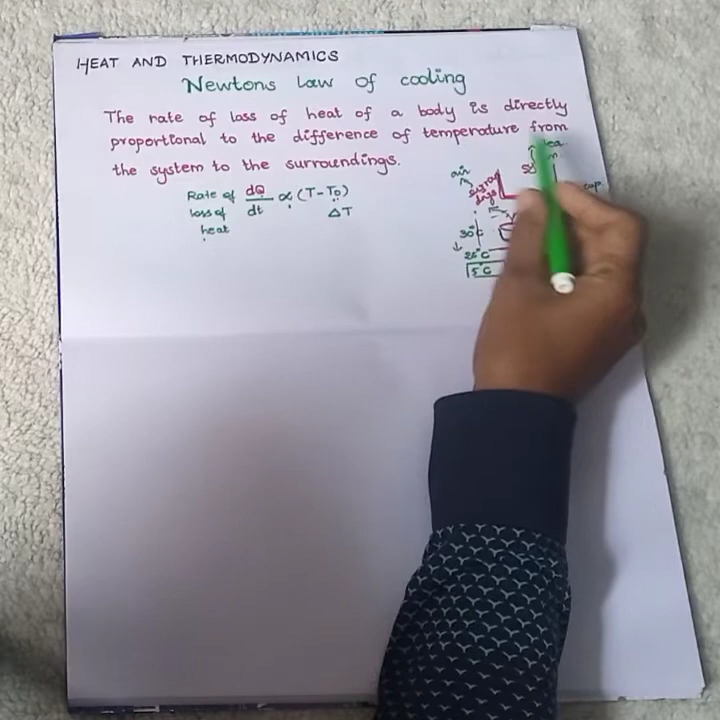 HEAT AND THERMODYNAMICS
Newtons law of cooling
The rate of loss of heat of a body is directly
proportional to the difference of temperature from
the system to the surroundings.
Rate of loss of heat dQ/dt ∝ (T-T₀)
ΔT
air
cup
30°C
25°C
5°C